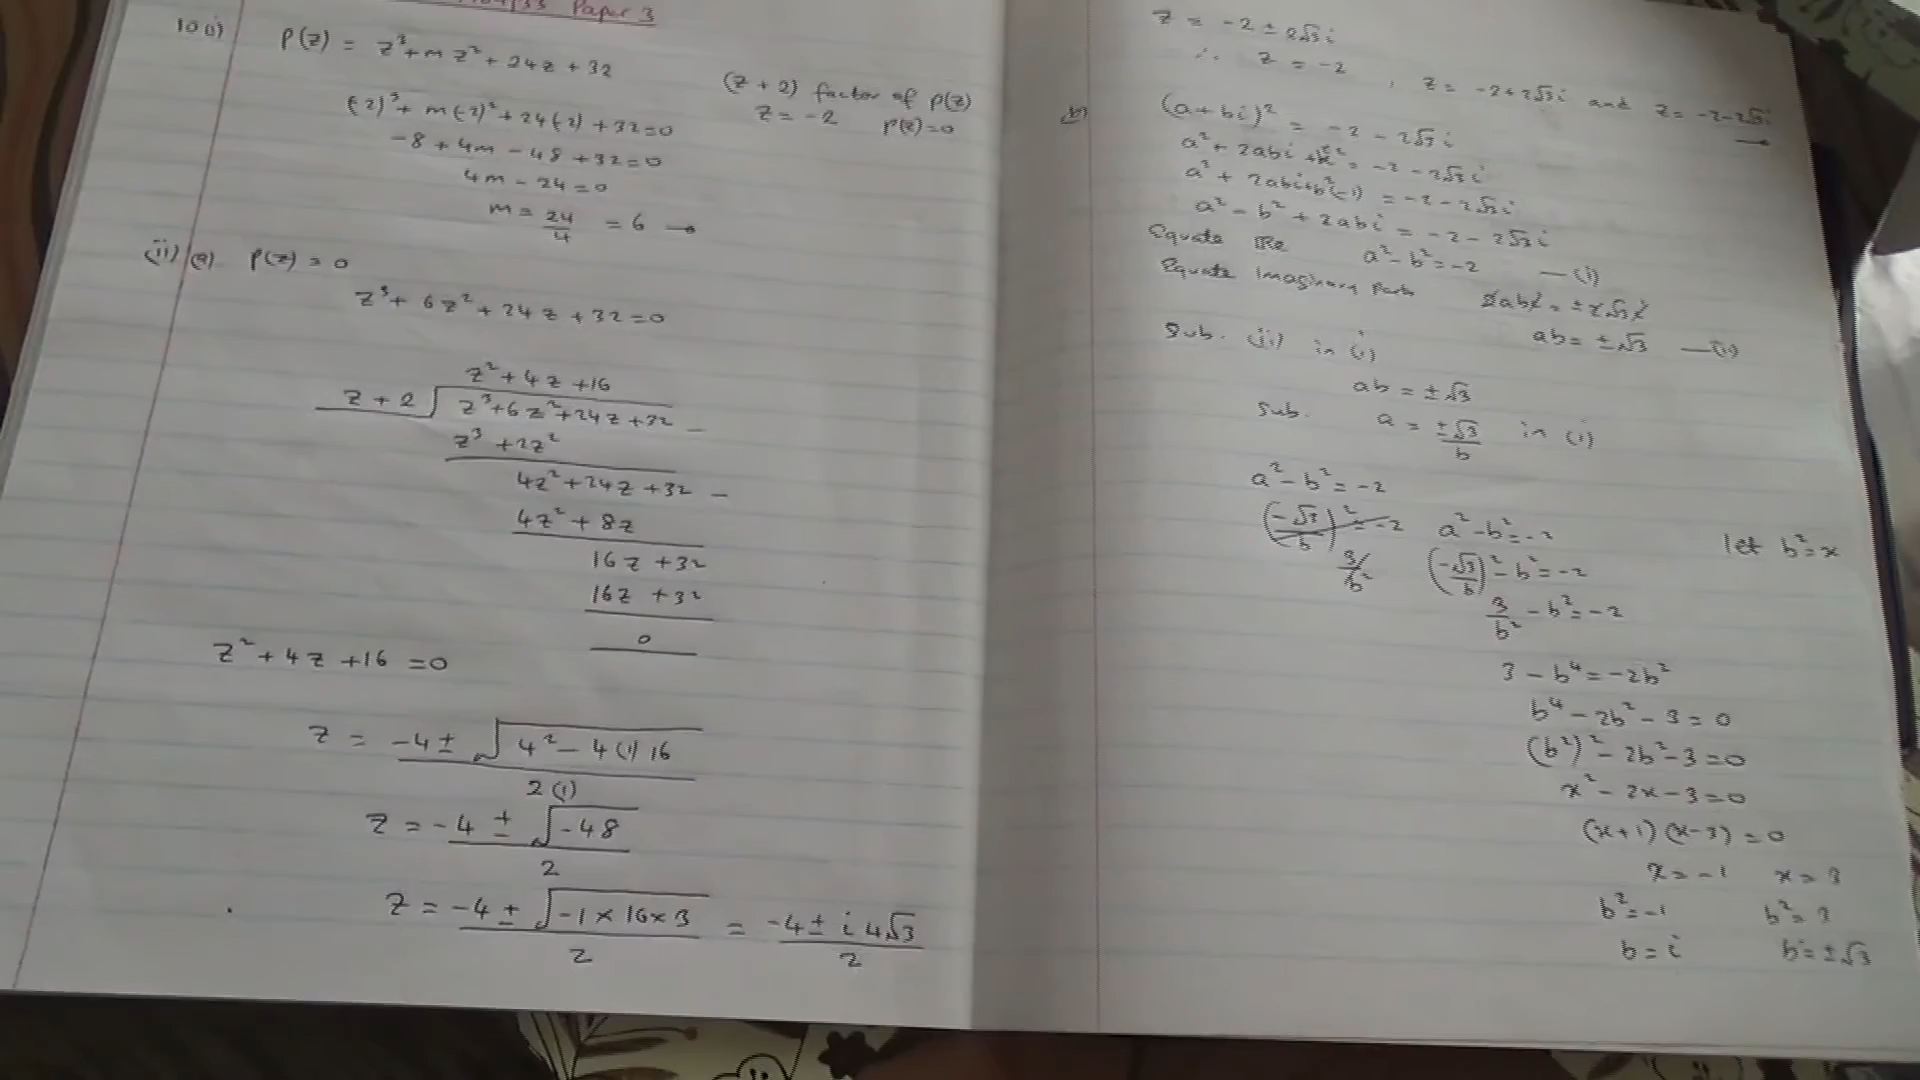 Paper 3
10 (i) P(z) = z³ + m z² + 24z + 32
(z + 2) factor of P(z)
z = -2 P(z) = 0
(-2)³ + m(-2)² + 24(-2) + 32 = 0
-8 + 4m - 48 + 32 = 0
4m - 24 = 0
m = 24/4 = 6
(ii) (a) P(z) = 0
z³ + 6z² + 24z + 32 = 0
z² + 4z + 16
z + 2 √ z³ + 6z² + 24z + 32 -
z³ + 2z²
4z² + 24z + 32 -
4z² + 8z
16z + 32
16z + 32
0
z² + 4z + 16 = 0
z = (-4 ± √(4² - 4(1)16))/2(1)
z = (-4 ± √-48)/2
z = (-4 ± √(-1 × 16 × 3))/2 = (-4 ± i 4√3)/2
z = -2 ± 2√3 i
∴ z = -2 , z = -2+2√3i and z = -2-2√3i
(b) (a + bi)² = -2 - 2√3 i
a² + 2abi + = -2 - 2√3 i
a² + 2abi + b²(-1) = -2 - 2√3 i
a² - b² + 2abi = -2 - 2√3 i
Equate Re a² - b² = -2 — (i)
Equate Imaginary Parts 2abi = ±2√3 i
ab = ±√3 — (ii)
Sub. (ii) in (i)
ab = ±√3
Sub. a = ±√3/b in (i)
a² - b² = -2
(-√3/b)² = -2
3/b²
a² - b² = -2
let b² = x
(-√3/b)² - b² = -2
3/b² - b² = -2
3 - b⁴ = -2b²
b⁴ - 2b² - 3 = 0
(b²)² - 2b² - 3 = 0
x² - 2x - 3 = 0
(x+1) (x-3) = 0
x = -1 x = 3
b² = -1 b² = 3
b = i b = ±√3